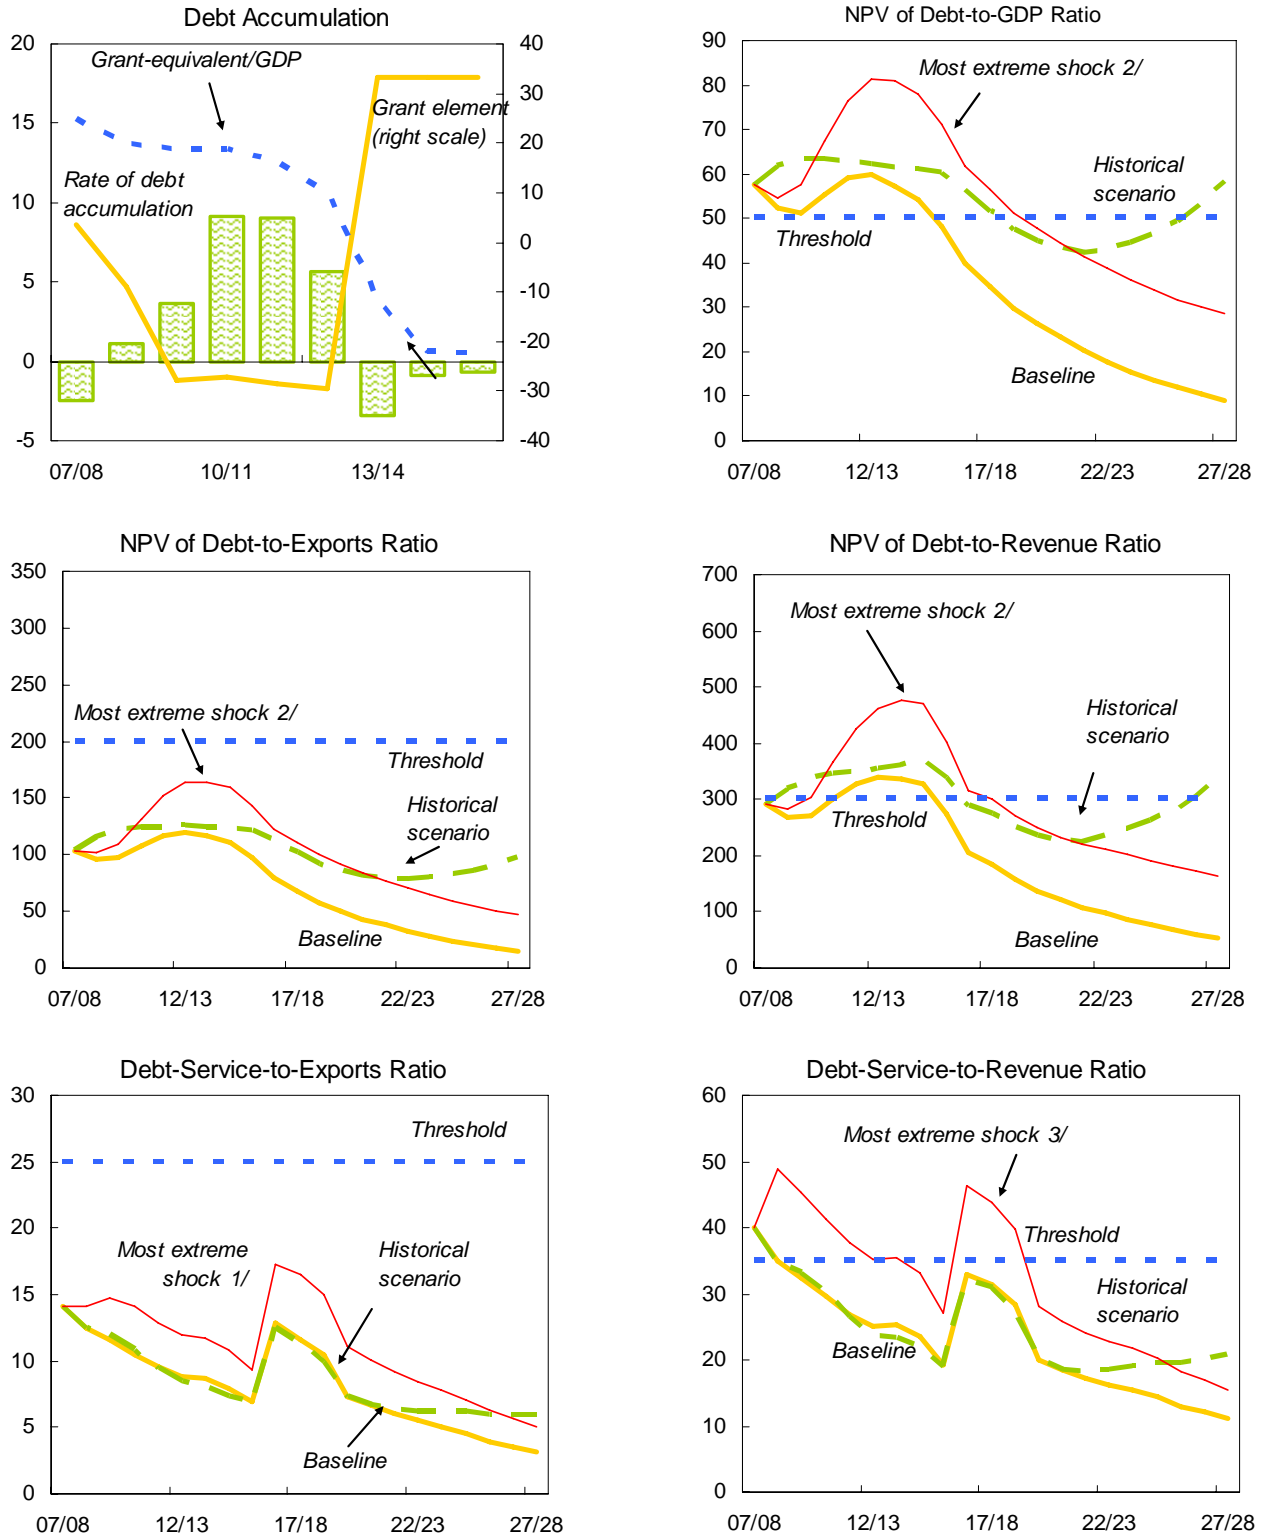 Debt Accumulation
20
15
10
5
0
-5
40
30
20
10
0
-10
-20
-30
-40
Grant-equivalent/GDP
Grant element
(right scale)
Rate of debt
accumulation
07/08
10/11
13/14
NPV of Debt-to-GDP Ratio
90
80
70
60
50
40
30
20
10
0
Most extreme shock 2/
Historical
scenario
Threshold
Baseline
07/08
12/13
17/18
22/23
27/28
NPV of Debt-to-Exports Ratio
350
300
250
200
150
100
50
0
Most extreme shock 2/
Threshold
Historical
scenario
Baseline
07/08
12/13
17/18
22/23
27/28
NPV of Debt-to-Revenue Ratio
700
600
500
400
300
200
100
0
Most extreme shock 2/
Historical
scenario
Threshold
Baseline
07/08
12/13
17/18
22/23
27/28
Debt-Service-to-Exports Ratio
30
25
20
15
10
5
0
Threshold
Most extreme
shock 1/
Historical
scenario
Baseline
07/08
12/13
17/18
22/23
27/28
Debt-Service-to-Revenue Ratio
60
50
40
30
20
10
0
Most extreme shock 3/
Threshold
Historical
scenario
Baseline
07/08
12/13
17/18
22/23
27/28